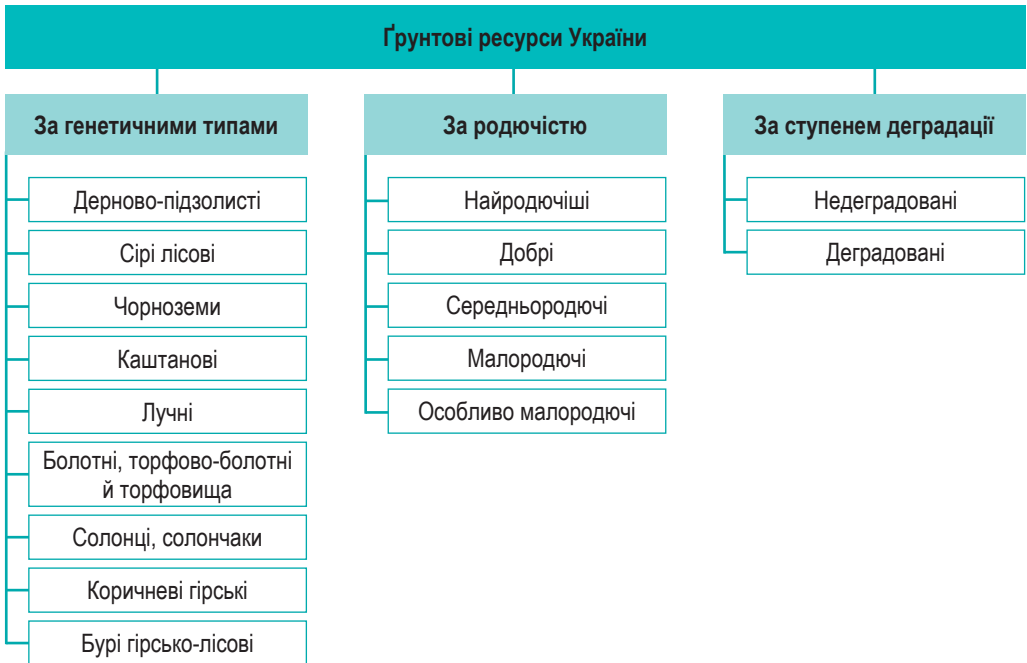 Ґрунтові ресурси України
За генетичними типами
Дерново-підзолисті
Сірі лісові
Чорноземи
Каштанові
Лучні
Болотні, торфово-болотні
й торфовища
Солонці, солончаки
Коричневі гірські
Бурі гірсько-лісові
За родючістю
Найродючіші
Добрі
Середньородючі
Малородючі
Особливо малородючі
За ступенем деградації
Недеградовані
Деградовані